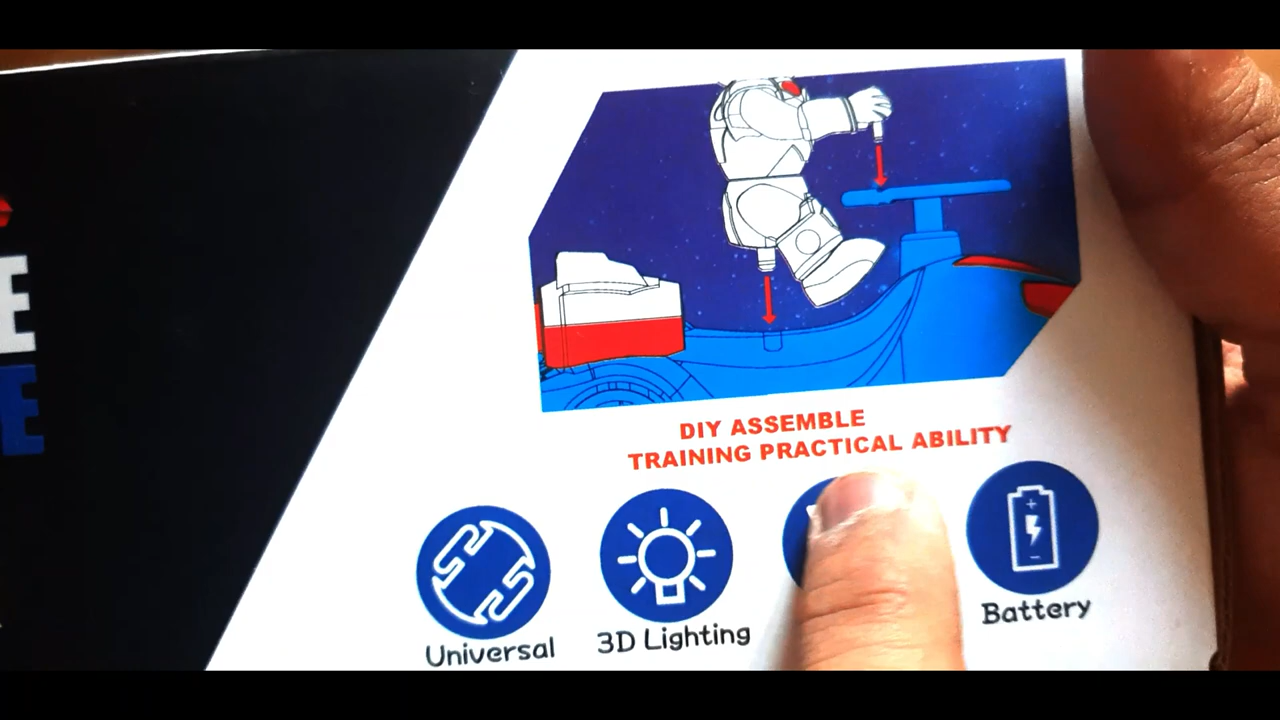 E
E
DIY ASSEMBLE
TRAINING PRACTICAL ABILITY
Universal
3D Lighting
Battery